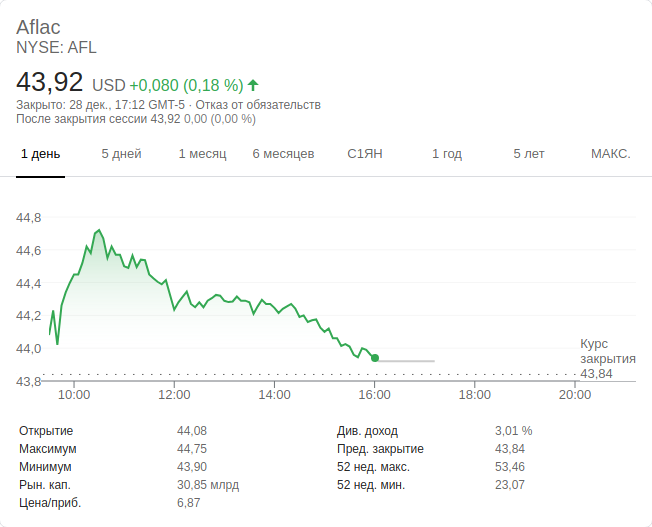 Aflac
NYSE: AFL
43,92 USD +0,080 (0,18 %)
Закрыто: 28 дек., 17:12 GMT-5 · Отказ от обязательств
После закрытия сессии 43,92 0,00 (0,00 %)
1 день 5 дней 1 месяц 6 месяцев С1ЯН 1 год 5 лет МАКС.
44,8
44,6
44,4
44,2
44,0
43,8
Курс
закрытия
43,84
10:00 12:00 14:00 16:00 18:00 20:00
Открытие 44,08
Максимум 44,75
Минимум 43,90
Рын. кап. 30,85 млрд
Цена/приб. 6,87
Див. доход 3,01 %
Пред. закрытие 43,84
52 нед. макс. 53,46
52 нед. мин. 23,07